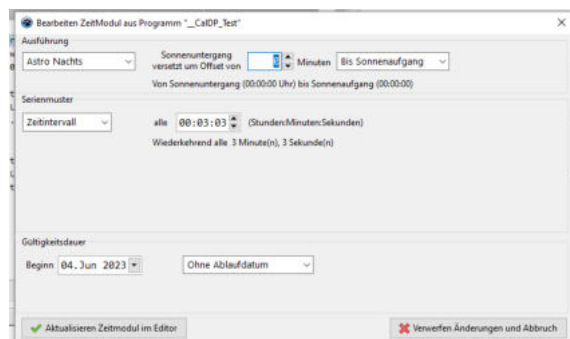 Bearbeiten ZeitModul aus Programm "__CalDP_Test"
Ausführung
Astro Nachts
Sonnenuntergang
versetzt um Offset von
0
Minuten
Bis Sonnenaufgang
Von Sonnenuntergang (00:00:00 Uhr) bis Sonnenaufgang (00:00:00)
Serienmuster
Zeitintervall
alle
00:03:03
(Stunden:Minuten:Sekunden)
Wiederkehrend alle 3 Minute(n), 3 Sekunde(n)
Gültigkeitsdauer
Beginn
04.Jun 2023
Ohne Ablaufdatum
Aktualisieren Zeitmodul im Editor
Verwerfen Änderungen und Abbruch